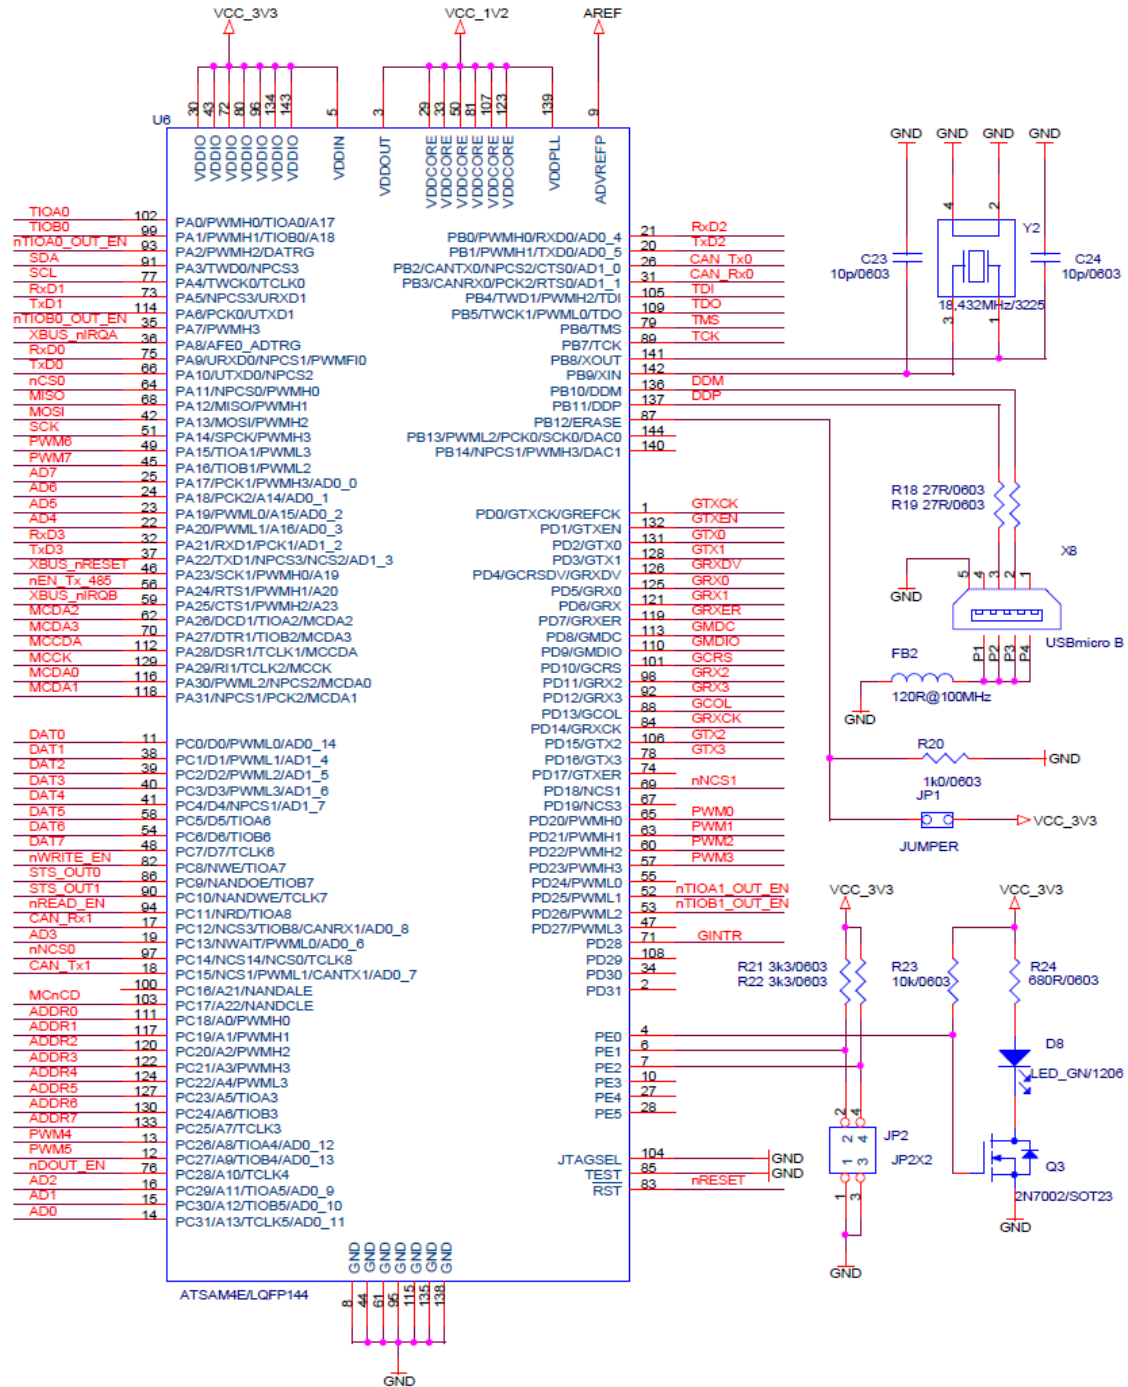 VCC_3V3 VCC_1V2 AREF
30 43 72 80 96 134 143 5 3 29 33 50 81 107 123 139 9
U6
VDDIO VDDIO VDDIO VDDIO VDDIO VDDIO VDDIO VDDIN VDDOUT VDDCORE VDDCORE VDDCORE VDDCORE VDDCORE VDDCORE VDDPLL ADVREFP
TIOA0 102 PA0/PWMH0/TIOA0/A17
TIOB0 99 PA1/PWMH1/TIOB0/A18
nTIOA0_OUT_EN 93 PA2/PWMH2/DATRG
SDA 91 PA3/TWD0/NPCS3
SCL 77 PA4/TWCK0/TCLK0
RxD1 73 PA5/NPCS3/URXD1
TxD1 114 PA6/PCK0/UTXD1
nTIOB0_OUT_EN 35 PA7/PWMH3
XBUS_nIRQA 36 PA8/AFE0_ADTRG
RxD0 75 PA9/URXD0/NPCS1/PWMFI0
TxD0 66 PA10/UTXD0/NPCS2
nCS0 64 PA11/NPCS0/PWMH0
MISO 68 PA12/MISO/PWMH1
MOSI 42 PA13/MOSI/PWMH2
SCK 51 PA14/SPCK/PWMH3
PWM6 49 PA15/TIOA1/PWML3
PWM7 45 PA16/TIOB1/PWML2
AD7 25 PA17/PCK1/PWMH3/AD0_0
AD6 24 PA18/PCK2/A14/AD0_1
AD5 23 PA19/PWML0/A15/AD0_2
AD4 22 PA20/PWML1/A16/AD0_3
RxD3 32 PA21/RXD1/PCK1/AD1_2
TxD3 37 PA22/TXD1/NPCS3/NCS2/AD1_3
XBUS_nRESET 46 PA23/SCK1/PWMH0/A19
nEN_Tx_485 56 PA24/RTS1/PWMH1/A20
XBUS_nIRQB 59 PA25/CTS1/PWMH2/A23
MCDA2 62 PA26/DCD1/TIOA2/MCDA2
MCDA3 70 PA27/DTR1/TIOB2/MCDA3
MCCDA 112 PA28/DSR1/TCLK1/MCCDA
MCCK 129 PA29/RI1/TCLK2/MCCK
MCDA0 116 PA30/PWML2/NPCS2/MCDA0
MCDA1 118 PA31/NPCS1/PCK2/MCDA1
DAT0 11 PC0/D0/PWML0/AD0_14
DAT1 38 PC1/D1/PWML1/AD1_4
DAT2 39 PC2/D2/PWML2/AD1_5
DAT3 40 PC3/D3/PWML3/AD1_6
DAT4 41 PC4/D4/NPCS1/AD1_7
DAT5 58 PC5/D5/TIOA6
DAT6 54 PC6/D6/TIOB6
DAT7 48 PC7/D7/TCLK6
nWRITE_EN 82 PC8/NWE/TIOA7
STS_OUT0 86 PC9/NANDOE/TIOB7
STS_OUT1 90 PC10/NANDWE/TCLK7
nREAD_EN 94 PC11/NRD/TIOA8
CAN_Rx1 17 PC12/NCS3/TIOB8/CANRX1/AD0_8
AD3 19 PC13/NWAIT/PWML0/AD0_6
nNCS0 97 PC14/NCS14/NCS0/TCLK8
CAN_Tx1 18 PC15/NCS1/PWML1/CANTX1/AD0_7
100 PC16/A21/NANDALE
MCnCD 103 PC17/A22/NANDCLE
ADDR0 111 PC18/A0/PWMH0
ADDR1 117 PC19/A1/PWMH1
ADDR2 120 PC20/A2/PWMH2
ADDR3 122 PC21/A3/PWMH3
ADDR4 124 PC22/A4/PWML3
ADDR5 127 PC23/A5/TIOA3
ADDR6 130 PC24/A6/TIOB3
ADDR7 133 PC25/A7/TCLK3
PWM4 13 PC26/A8/TIOA4/AD0_12
PWM5 12 PC27/A9/TIOB4/AD0_13
nDOUT_EN 76 PC28/A10/TCLK4
AD2 16 PC29/A11/TIOA5/AD0_9
AD1 15 PC30/A12/TIOB5/AD0_10
AD0 14 PC31/A13/TCLK5/AD0_11
PB0/PWMH0/RXD0/AD0_4 21 RxD2
PB1/PWMH1/TXD0/AD0_5 20 TxD2
PB2/CANTX0/NPCS2/CTS0/AD1_0 26 CAN_Tx0
PB3/CANRX0/PCK2/RTS0/AD1_1 31 CAN_Rx0
PB4/TWD1/PWMH2/TDI 105 TDI
PB5/TWCK1/PWML0/TDO 109 TDO
PB6/TMS 79 TMS
PB7/TCK 89 TCK
PB8/XOUT 141
PB9/XIN 142
PB10/DDM 136 DDM
PB11/DDP 137 DDP
PB12/ERASE 87
PB13/PWML2/PCK0/SCK0/DAC0 144
PB14/NPCS1/PWMH3/DAC1 140
PD0/GTXCK/GREFCK 1 GTXCK
PD1/GTXEN 132 GTXEN
PD2/GTX0 131 GTX0
PD3/GTX1 128 GTX1
PD4/GCRSDV/GRXDV 126 GRXDV
PD5/GRX0 125 GRX0
PD6/GRX 121 GRX1
PD7/GRXER 119 GRXER
PD8/GMDC 113 GMDC
PD9/GMDIO 110 GMDIO
PD10/GCRS 101 GCRS
PD11/GRX2 98 GRX2
PD12/GRX3 92 GRX3
PD13/GCOL 88 GCOL
PD14/GRXCK 84 GRXCK
PD15/GTX2 106 GTX2
PD16/GTX3 78 GTX3
PD17/GTXER 74
PD18/NCS1 69 nNCS1
PD19/NCS3 67
PD20/PWMH0 65 PWM0
PD21/PWMH1 63 PWM1
PD22/PWMH2 60 PWM2
PD23/PWMH3 57 PWM3
PD24/PWML0 55
PD25/PWML1 52 nTIOA1_OUT_EN
PD26/PWML2 53 nTIOB1_OUT_EN
PD27/PWML3 47
PD28 71 GINTR
PD29 108
PD30 34
PD31 2
PE0 4
PE1 6
PE2 7
PE3 10
PE4 27
PE5 28
JTAGSEL 104 GND
TEST 85 GND
RST 83 nRESET
GND GND GND GND GND GND GND
ATSAM4E/LQFP144
8 44 61 95 115 135 138
GND
GND GND GND GND
4 2
Y2
C23
10p/0603
C24
10p/0603
18,432MHz/3225
3 1
R18 27R/0603
R19 27R/0603
X8
5 4 3 2 1
GND
USBmicro B
P1 P2 P3 P4
FB2
120R@100MHz
GND
R20
GND
1k0/0603
JP1
VCC_3V3
JUMPER
VCC_3V3 VCC_3V3
R21 3k3/0603
R22 3k3/0603
R23
10k/0603
R24
680R/0603
D8
LED_GN/1206
2 4
2 4
JP2
1 3
JP2X2
1 3
GND
Q3
2N7002/SOT23
GND